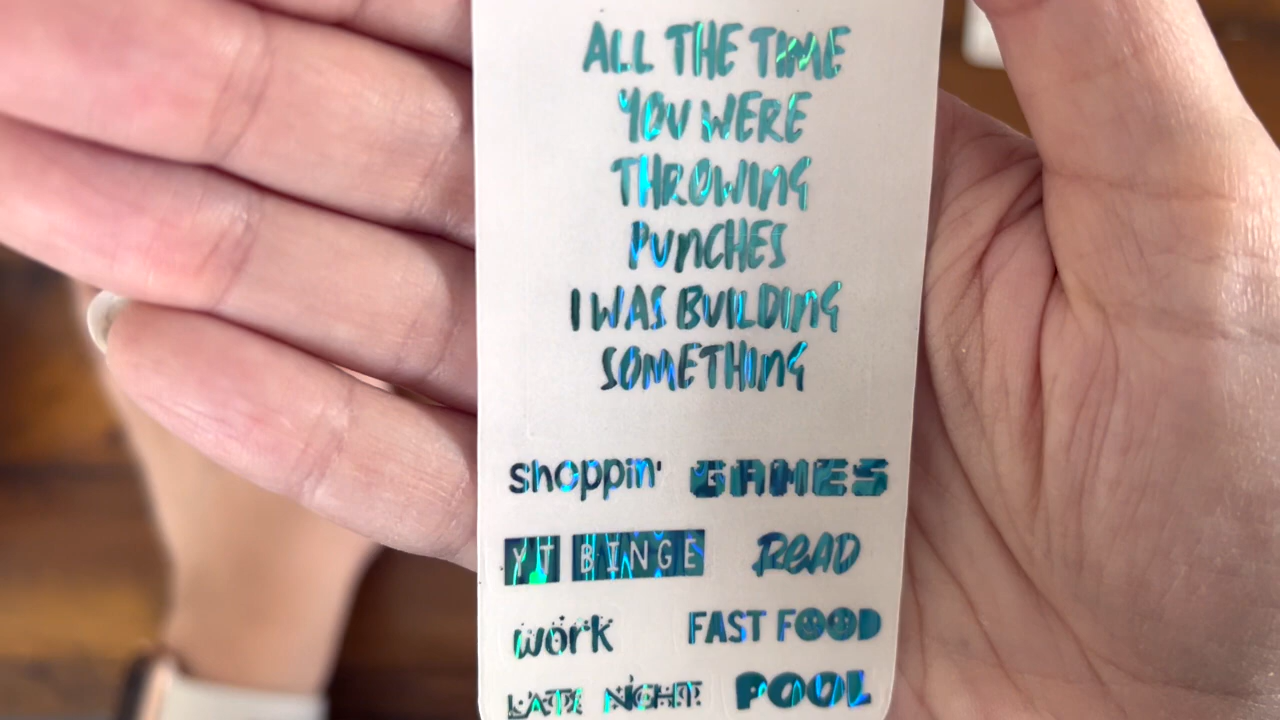 ALL THE TIME
YOU WERE
THROWING
PUNCHES
I WAS BUILDING
SOMETHING
shoppin' GAMES
YT BINGE READ
work FAST FOOD
LATE NIGHT POOL